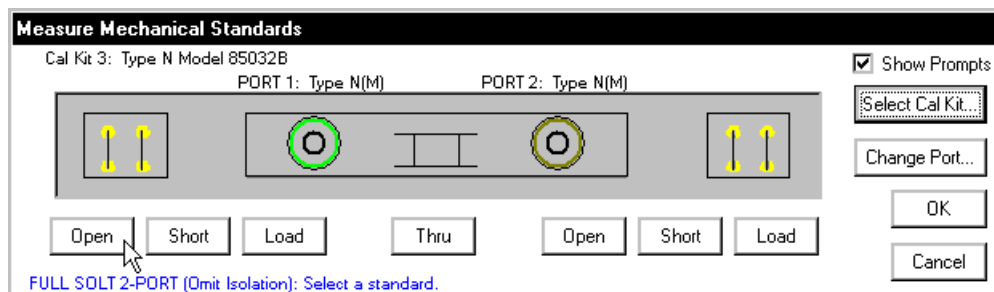 Measure Mechanical Standards
Cal Kit 3: Type N Model 85032B
PORT 1: Type N(M) PORT 2: Type N(M)
Show Prompts
Select Cal Kit...
Change Port...
OK
Cancel
Open Short Load Thru Open Short Load
FULL SOLT 2-PORT (Omit Isolation): Select a standard.